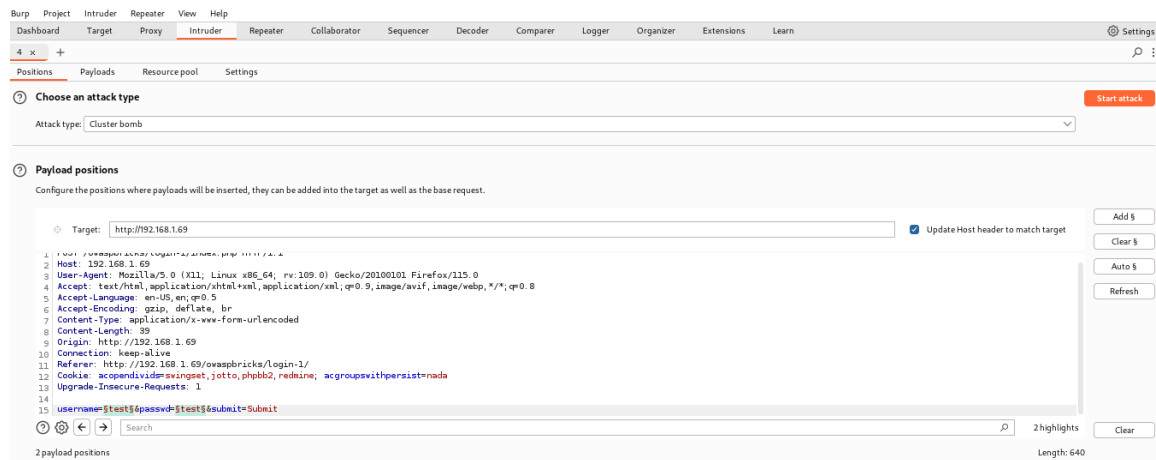 Burp Project Intruder Repeater View Help
Dashboard Target Proxy Intruder Repeater Collaborator Sequencer Decoder Comparer Logger Organizer Extensions Learn Settings
4 × +
Positions Payloads Resource pool Settings
? Choose an attack type Start attack
Attack type: Cluster bomb
? Payload positions
Configure the positions where payloads will be inserted, they can be added into the target as well as the base request.
Add §
Target: http://192.168.1.69 Update Host header to match target
Clear §
1 POST /owaspbricks/login-1/index.php HTTP/1.1
2 Host: 192.168.1.69
3 User-Agent: Mozilla/5.0 (X11; Linux x86_64; rv:109.0) Gecko/20100101 Firefox/115.0
Auto §
4 Accept: text/html,application/xhtml+xml,application/xml;q=0.9,image/avif,image/webp,*/*;q=0.8
Refresh
5 Accept-Language: en-US,en;q=0.5
6 Accept-Encoding: gzip, deflate, br
7 Content-Type: application/x-www-form-urlencoded
8 Content-Length: 39
9 Origin: http://192.168.1.69
10 Connection: keep-alive
11 Referer: http://192.168.1.69/owaspbricks/login-1/
12 Cookie: acopendivids=swingset,jotto,phpbb2,redmine; acgroupswithpersist=nada
13 Upgrade-Insecure-Requests: 1
14
15 username=§test§&passwd=§test§&submit=Submit
? Search 2 highlights Clear
2 payload positions Length: 640